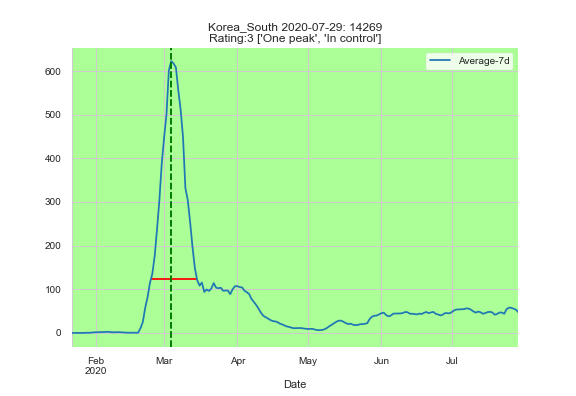 Korea_South 2020-07-29: 14269
Rating:3 ['One peak', 'In control']
Average-7d
600
500
400
300
200
100
0
Feb Mar Apr May Jun Jul
2020
Date